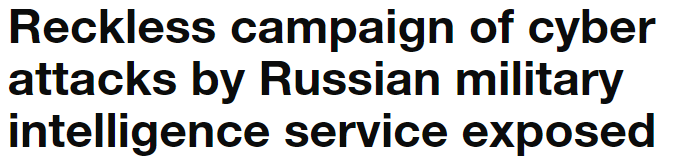 Reckless campaign of cyber
attacks by Russian military
intelligence service exposed